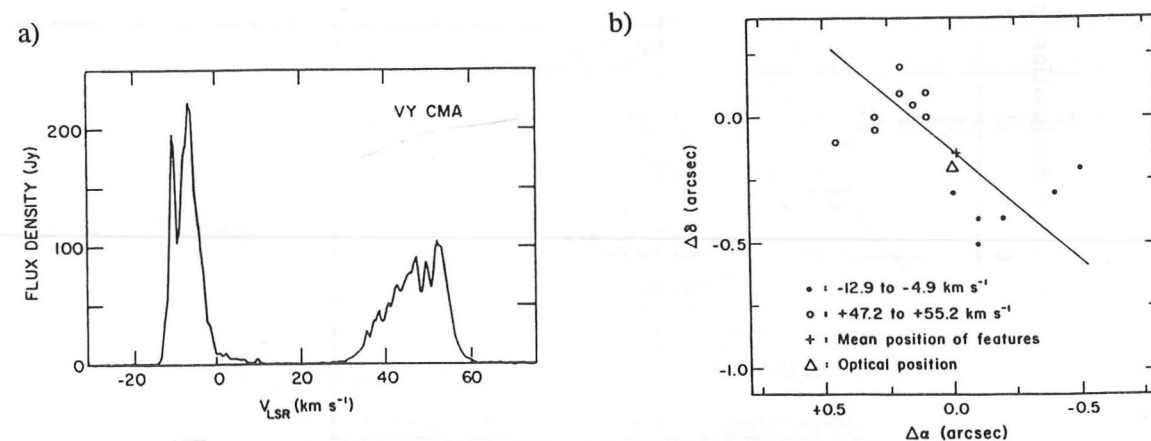 a)
FLUX DENSITY (Jy)
200
100
0
VY CMA
-20
0
20
40
60
V_LSR (km s⁻¹)
b)
Δδ (arcsec)
0.0
-0.5
-1.0
• : -12.9 to -4.9 km s⁻¹
o : +47.2 to +55.2 km s⁻¹
+ : Mean position of features
△ : Optical position
+0.5
0.0
-0.5
Δα (arcsec)